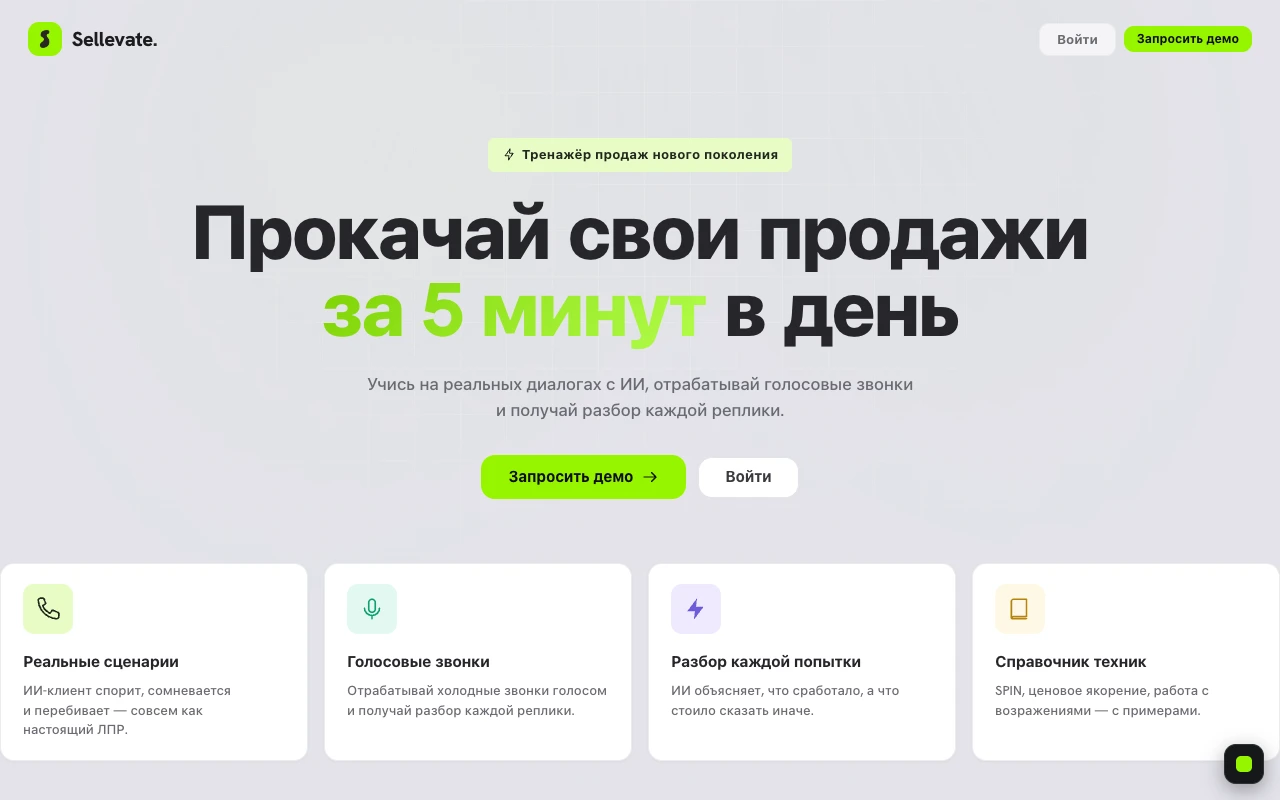 Sellevate.
Войти
Запросить демо
Тренажёр продаж нового поколения
Прокачай свои продажи
за 5 минут в день
Учись на реальных диалогах с ИИ, отрабатывай голосовые звонки
и получай разбор каждой реплики.
Запросить демо →
Войти
Реальные сценарии
ИИ-клиент спорит, сомневается
и перебивает — совсем как
настоящий ЛПР.
Голосовые звонки
Отрабатывай холодные звонки голосом
и получай разбор каждой реплики.
Разбор каждой попытки
ИИ объясняет, что сработало, а что
стоило сказать иначе.
Справочник техник
SPIN, ценовое якорение, работа с
возражениями — с примерами.